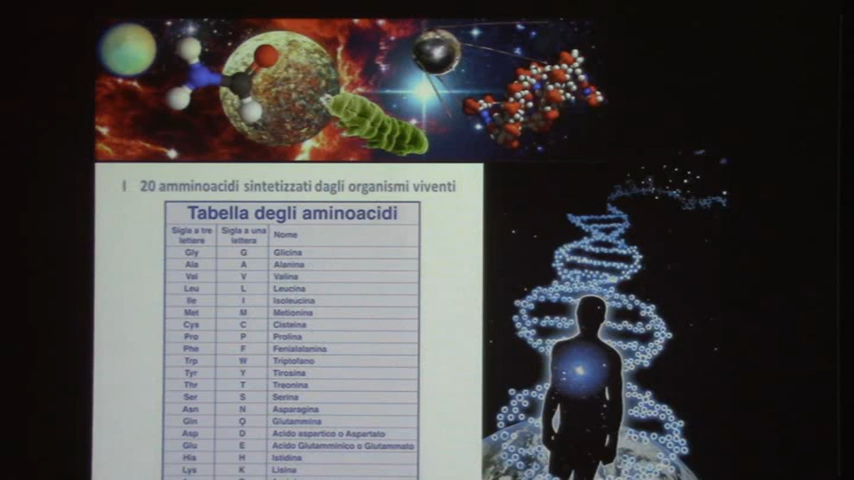 I 20 amminoacidi sintetizzati dagli organismi viventi
Tabella degli aminoacidi
Sigla a tre lettere Sigla a una lettera Nome
Gly G Glicina
Ala A Alanina
Val V Valina
Leu L Leucina
Ile I Isoleucina
Met M Metionina
Cys C Cisteina
Pro P Prolina
Phe F Fenilalanina
Trp W Triptofano
Tyr Y Tirosina
Thr T Treonina
Ser S Serina
Asn N Asparagina
Gln Q Glutammina
Asp D Acido aspartico o Aspartato
Glu E Acido Glutamminico o Glutammato
His H Istidina
Lys K Lisina